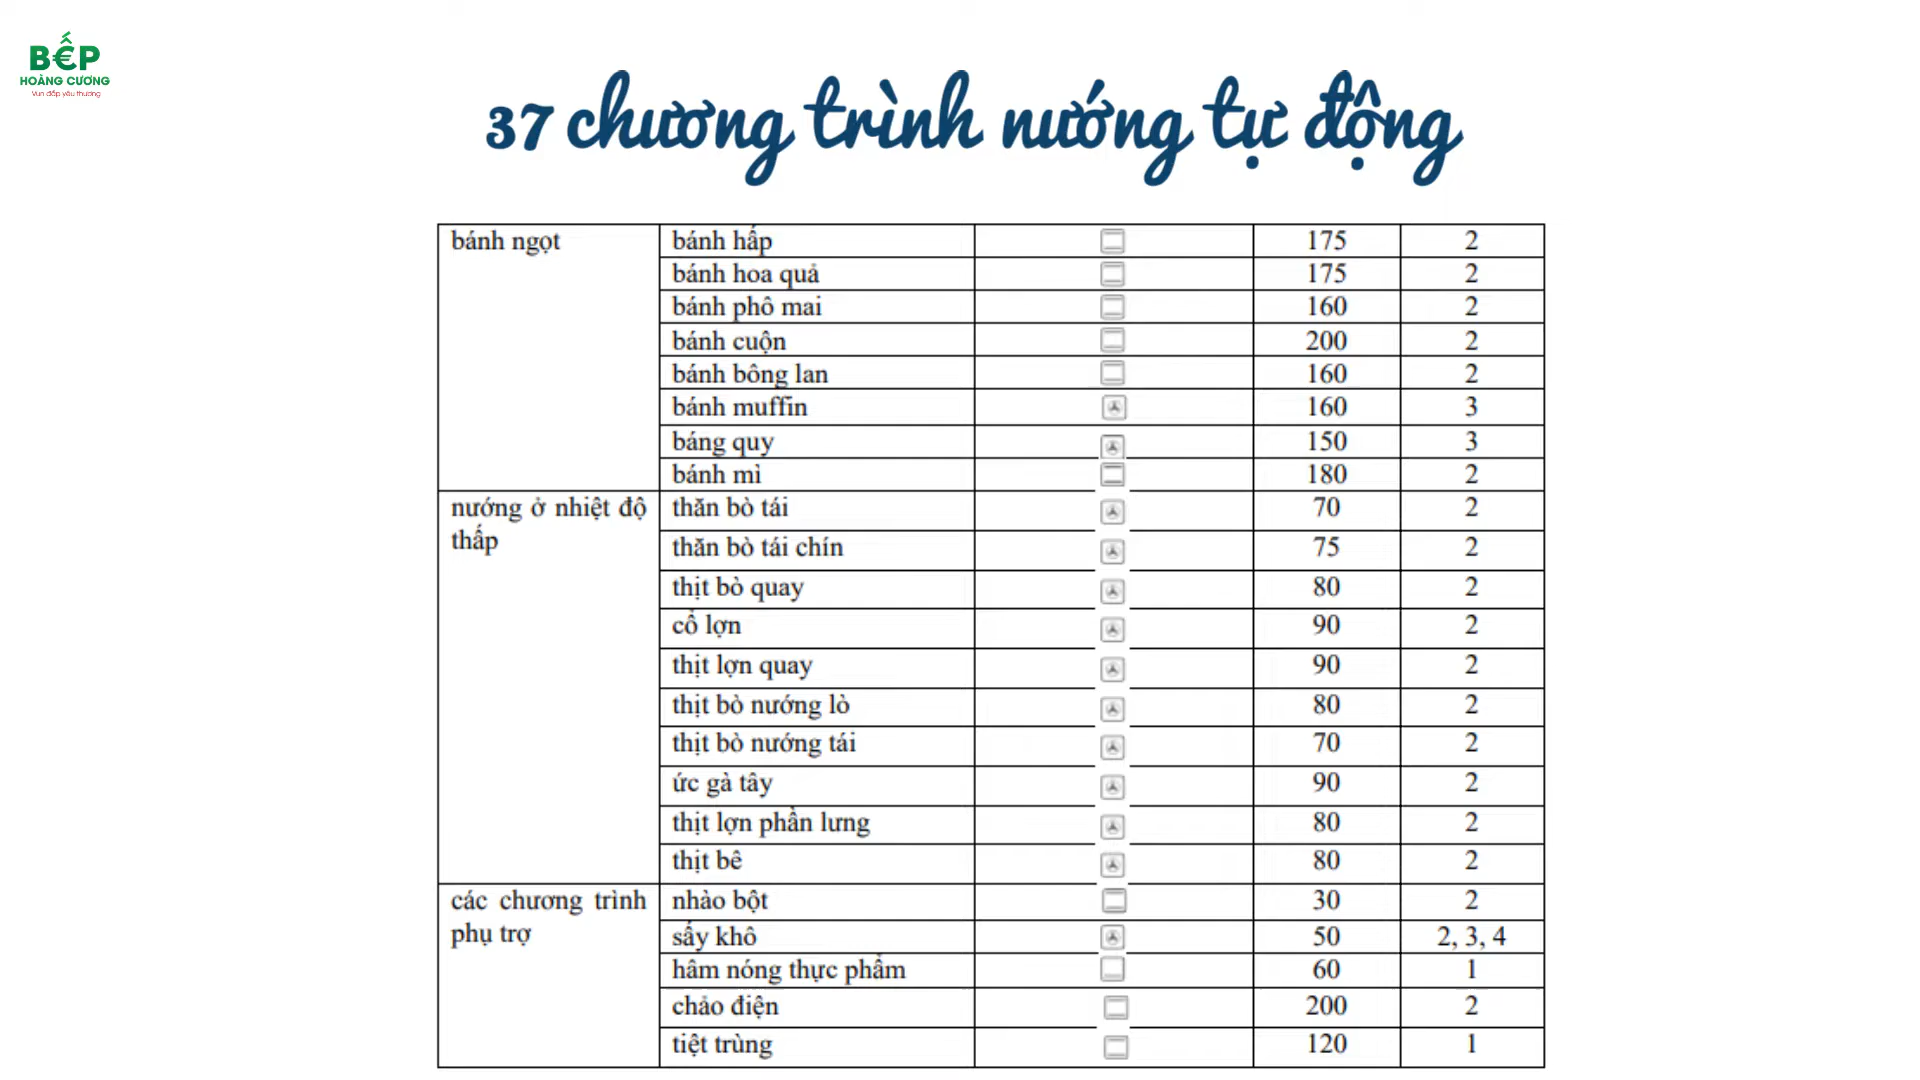 BẾP
HOÀNG CƯƠNG
Vun đắp yêu thương
37 chương trình nướng tự động
bánh ngọt bánh hấp 175 2
bánh hoa quả 175 2
bánh phô mai 160 2
bánh cuộn 200 2
bánh bông lan 160 2
bánh muffin 160 3
báng quy 150 3
bánh mì 180 2
nướng ở nhiệt độ thăn bò tái 70 2
thấp thăn bò tái chín 75 2
thịt bò quay 80 2
cổ lợn 90 2
thịt lợn quay 90 2
thịt bò nướng lò 80 2
thịt bò nướng tái 70 2
ức gà tây 90 2
thịt lợn phần lưng 80 2
thịt bê 80 2
các chương trình nhào bột 30 2
phụ trợ sấy khô 50 2, 3, 4
hâm nóng thực phẩm 60 1
chảo điện 200 2
tiệt trùng 120 1